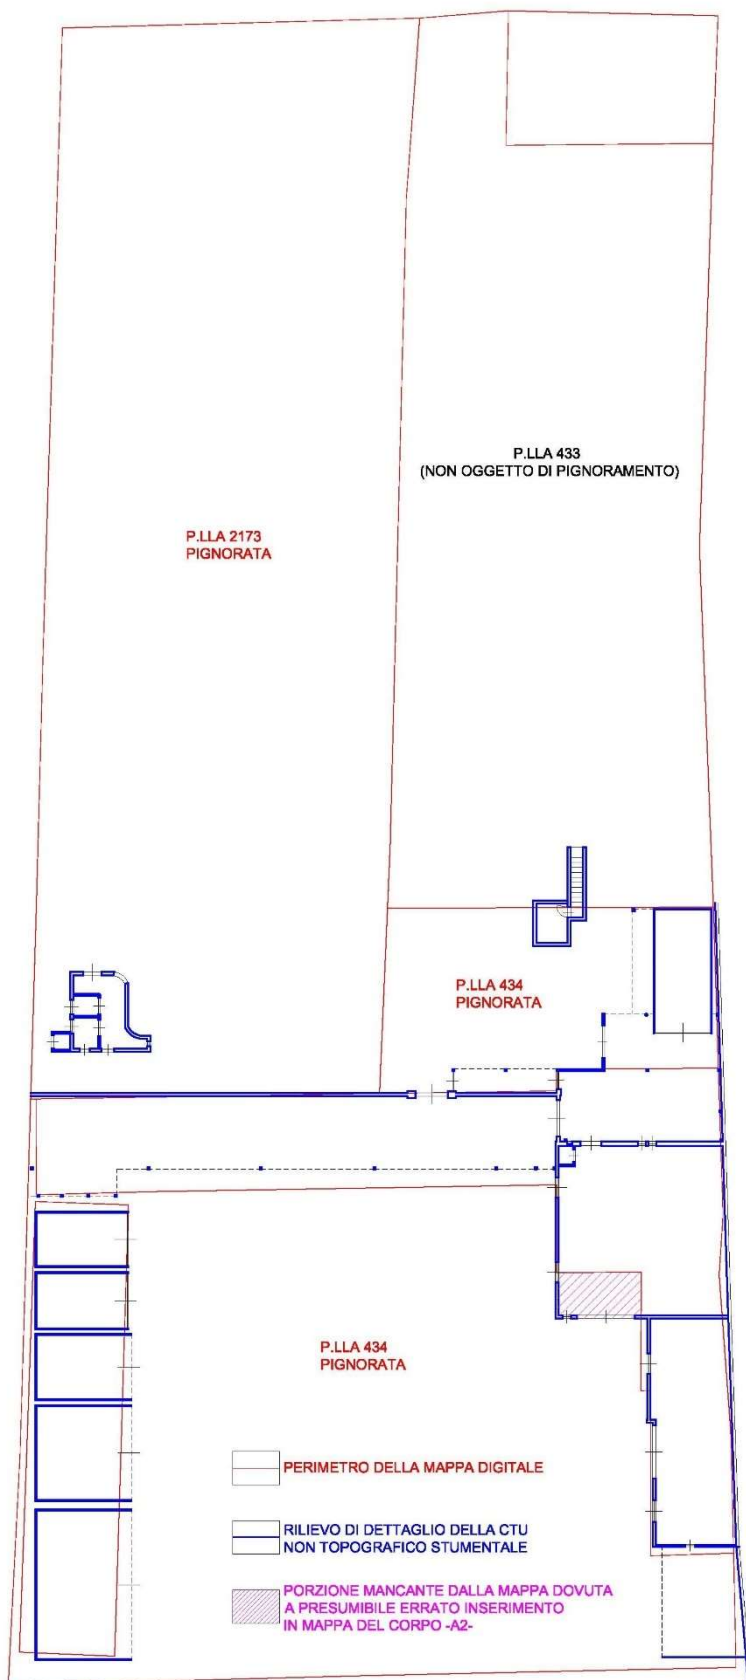 P.LLA 433
(NON OGGETTO DI PIGNORAMENTO)
P.LLA 2173
PIGNORATA
P.LLA 434
PIGNORATA
P.LLA 434
PIGNORATA
PERIMETRO DELLA MAPPA DIGITALE
RILIEVO DI DETTAGLIO DELLA CTU
NON TOPOGRAFICO STUMENTALE
PORZIONE MANCANTE DALLA MAPPA DOVUTA
A PRESUMIBILE ERRATO INSERIMENTO
IN MAPPA DEL CORPO -A2-